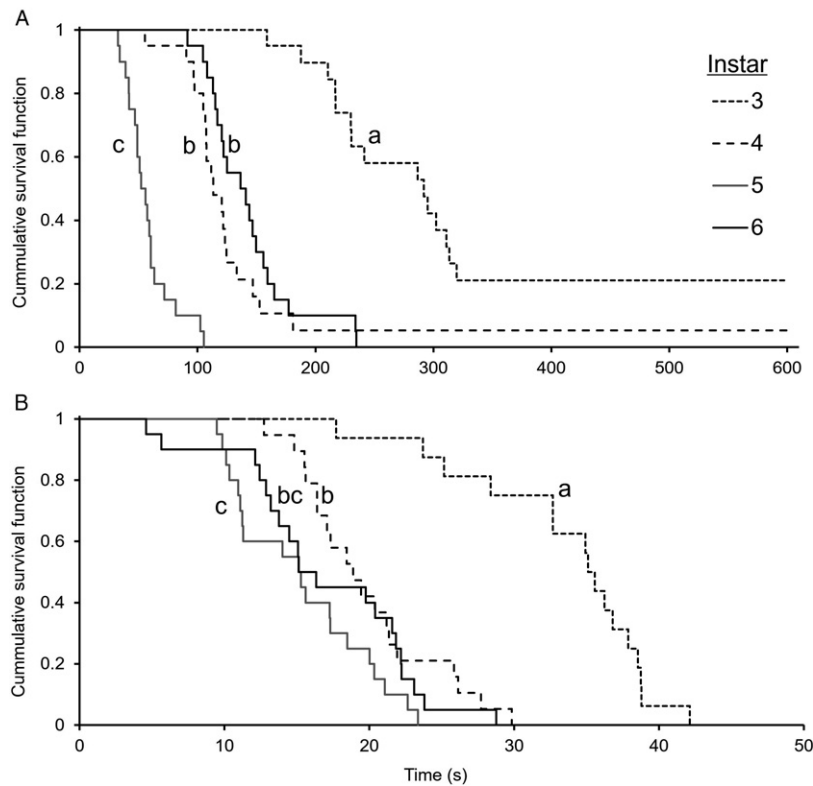 A
Cummulative survival function
1
0.8
0.6
0.4
0.2
0
0 100 200 300 400 500 600
c b b a
Instar
3
4
5
6
B
Cummulative survival function
1
0.8
0.6
0.4
0.2
0
0 10 20 30 40 50
c bc b a
Time (s)